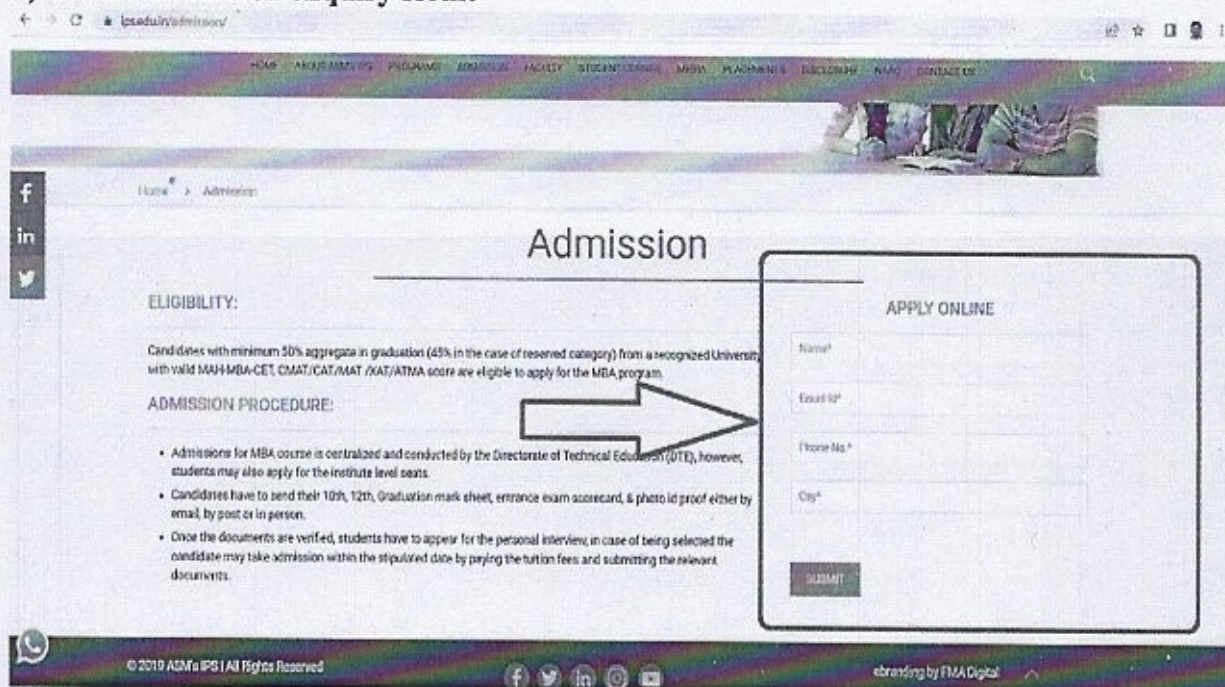 ipsedu.in/admission/
HOME ABOUT ASM'S IPS PROGRAMS ADMISSION FACULTY STUDENT CORNER MEDIA PLACEMENTS DISCLOSURE NAAC CONTACT US
Home > Admission
f
in
Admission
ELIGIBILITY:
Candidates with minimum 50% aggregate in graduation (45% in the case of reserved category) from a recognized University
with valid MAH-MBA-CET, CMAT/CAT/MAT /XAT/ATMA score are eligible to apply for the MBA program.
ADMISSION PROCEDURE:
• Admissions for MBA course is centralized and conducted by the Directorate of Technical Education (DTE), however,
students may also apply for the institute level seats.
• Candidates have to send their 10th, 12th, Graduation mark sheet, entrance exam scorecard, & photo id proof either by
email, by post or in person.
• Once the documents are verified, students have to appear for the personal interview, in case of being selected the
candidate may take admission within the stipulated date by paying the tuition fees and submitting the relevant
documents.
APPLY ONLINE
Name*
Email Id*
Phone No.*
City*
SUBMIT
© 2019 ASM's IPS | All Rights Reserved
f in
ebranding by FMA Digital